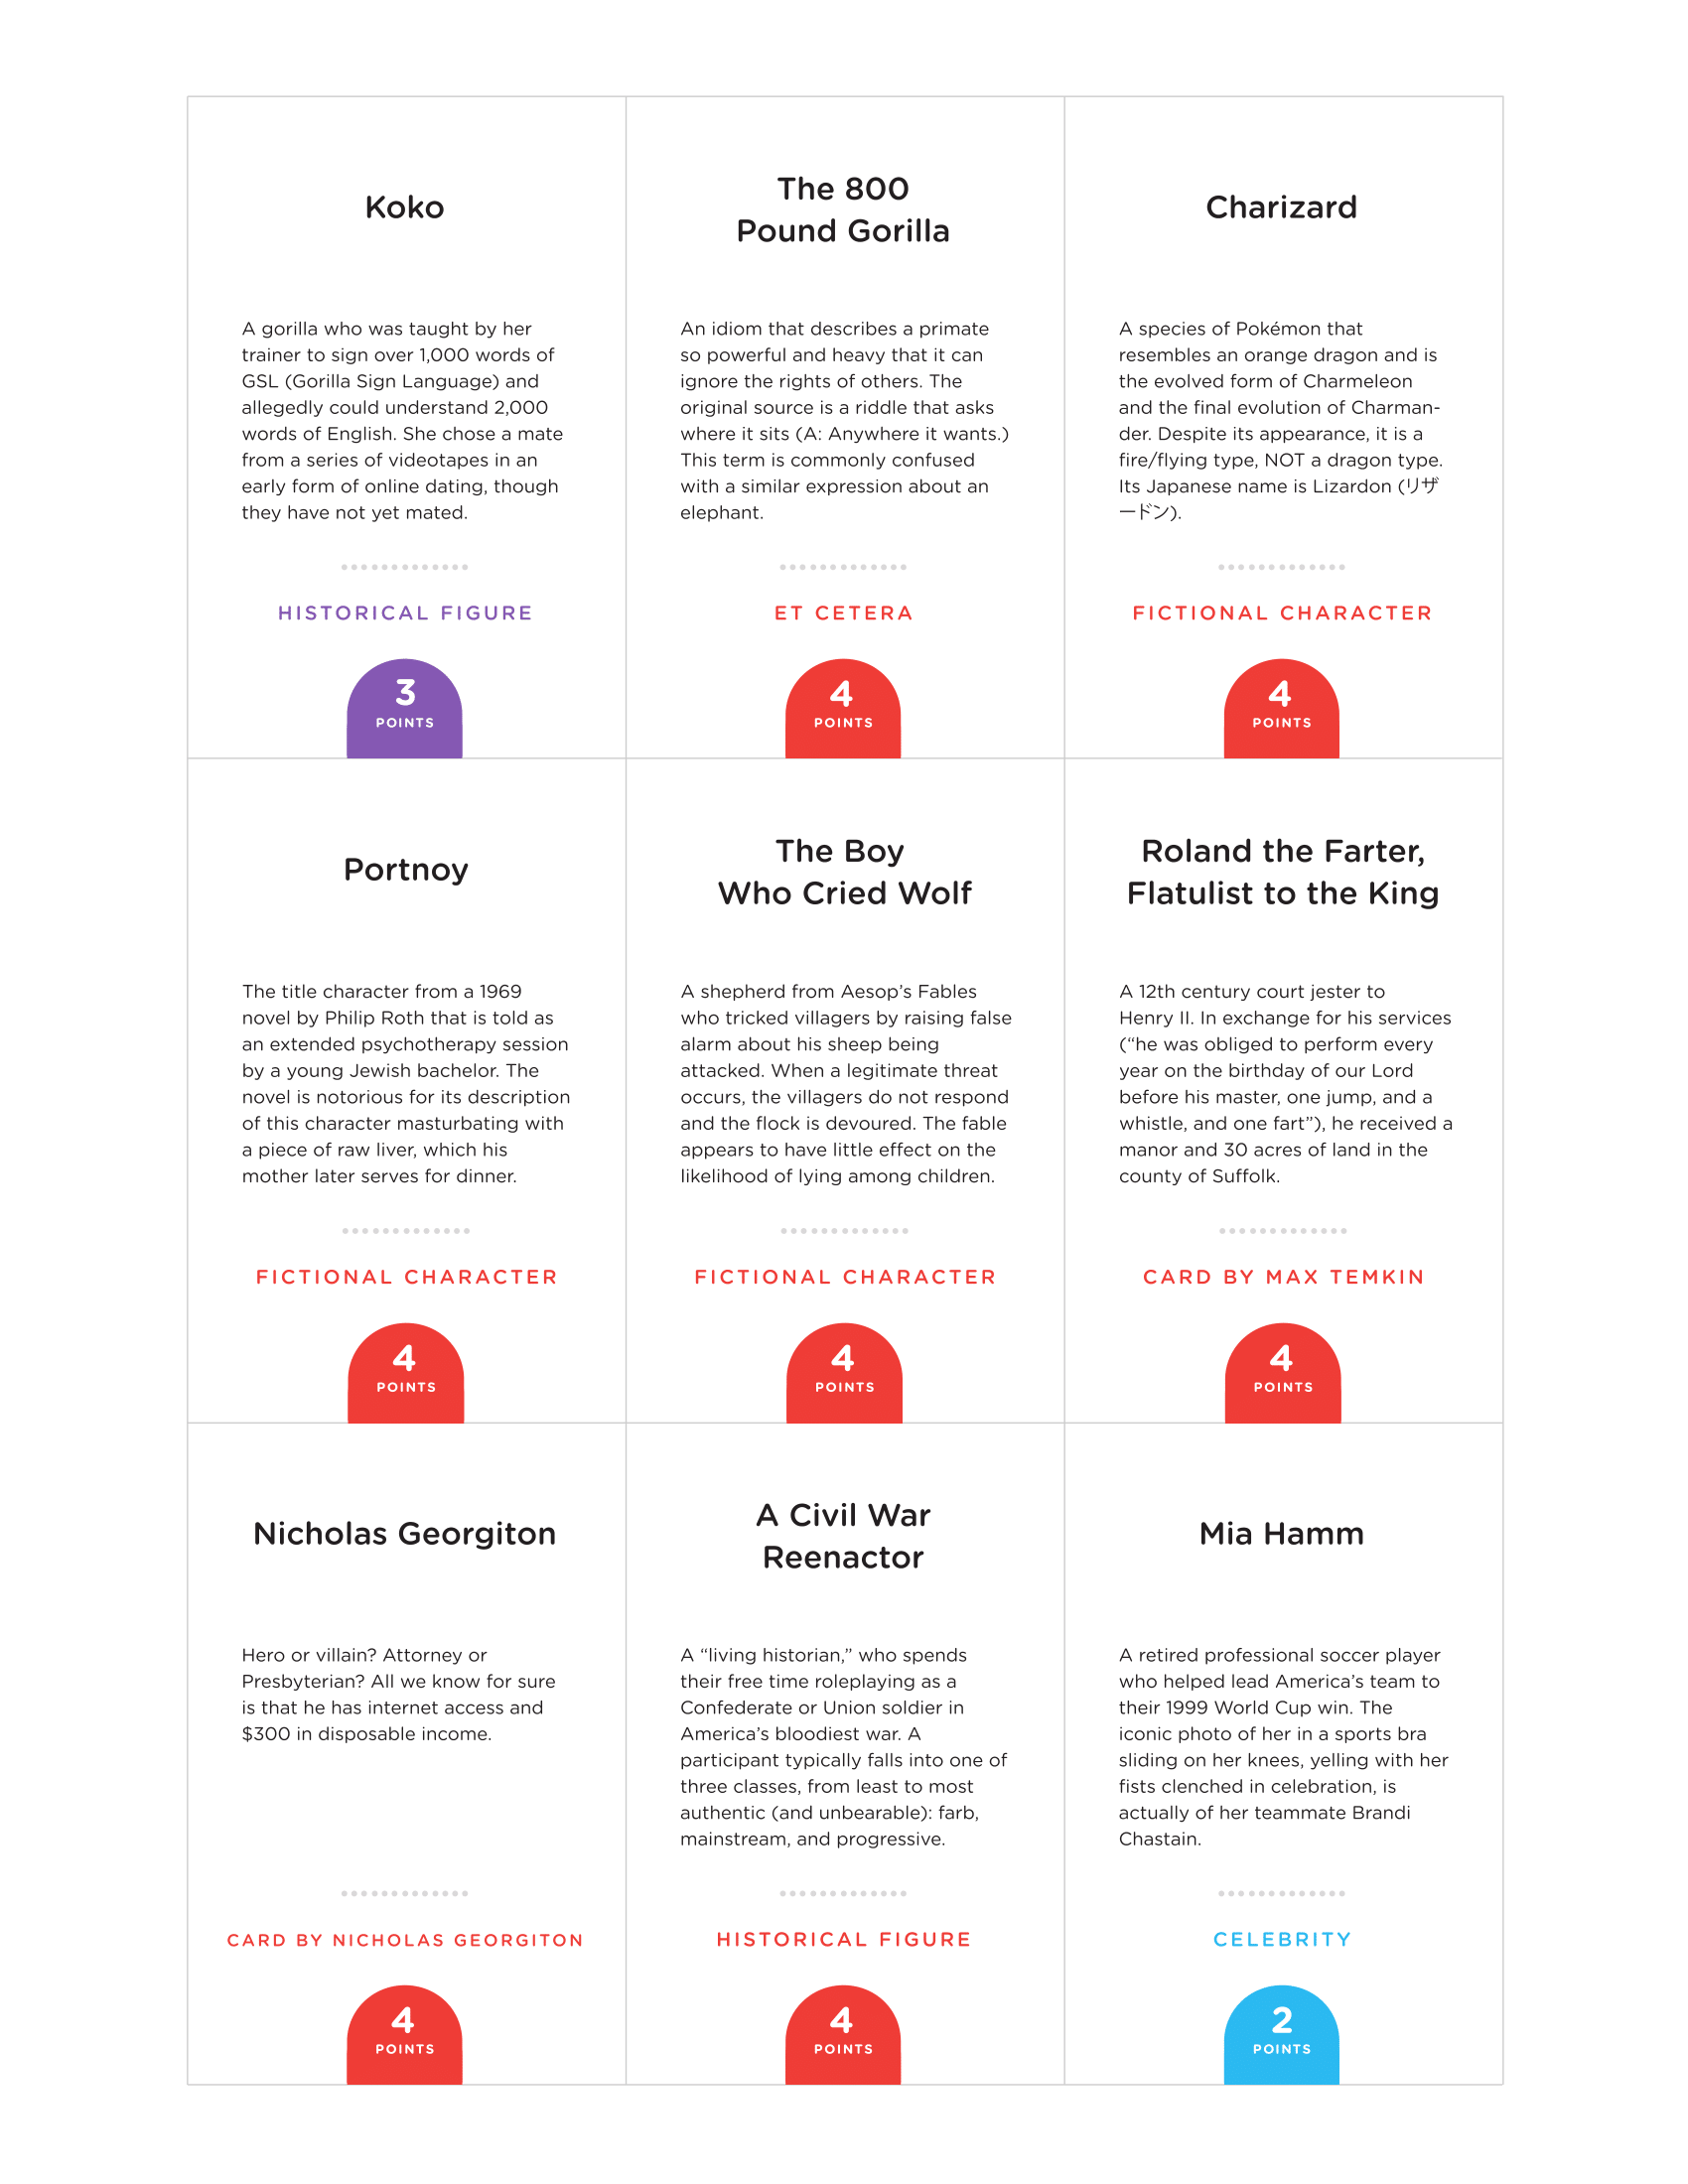 Koko
A gorilla who was taught by her
trainer to sign over 1,000 words of
GSL (Gorilla Sign Language) and
allegedly could understand 2,000
words of English. She chose a mate
from a series of videotapes in an
early form of online dating, though
they have not yet mated.
HISTORICAL FIGURE
3
POINTS
The 800
Pound Gorilla
An idiom that describes a primate
so powerful and heavy that it can
ignore the rights of others. The
original source is a riddle that asks
where it sits (A: Anywhere it wants.)
This term is commonly confused
with a similar expression about an
elephant.
ET CETERA
4
POINTS
Charizard
A species of Pokémon that
resembles an orange dragon and is
the evolved form of Charmeleon
and the final evolution of Charman-
der. Despite its appearance, it is a
fire/flying type, NOT a dragon type.
Its Japanese name is Lizardon (リザ
ードン).
FICTIONAL CHARACTER
4
POINTS
Portnoy
The title character from a 1969
novel by Philip Roth that is told as
an extended psychotherapy session
by a young Jewish bachelor. The
novel is notorious for its description
of this character masturbating with
a piece of raw liver, which his
mother later serves for dinner.
FICTIONAL CHARACTER
4
POINTS
The Boy
Who Cried Wolf
A shepherd from Aesop’s Fables
who tricked villagers by raising false
alarm about his sheep being
attacked. When a legitimate threat
occurs, the villagers do not respond
and the flock is devoured. The fable
appears to have little effect on the
likelihood of lying among children.
FICTIONAL CHARACTER
4
POINTS
Roland the Farter,
Flatulist to the King
A 12th century court jester to
Henry II. In exchange for his services
(“he was obliged to perform every
year on the birthday of our Lord
before his master, one jump, and a
whistle, and one fart”), he received a
manor and 30 acres of land in the
county of Suffolk.
CARD BY MAX TEMKIN
4
POINTS
Nicholas Georgiton
Hero or villain? Attorney or
Presbyterian? All we know for sure
is that he has internet access and
$300 in disposable income.
CARD BY NICHOLAS GEORGITON
4
POINTS
A Civil War
Reenactor
A “living historian,” who spends
their free time roleplaying as a
Confederate or Union soldier in
America’s bloodiest war. A
participant typically falls into one of
three classes, from least to most
authentic (and unbearable): farb,
mainstream, and progressive.
HISTORICAL FIGURE
4
POINTS
Mia Hamm
A retired professional soccer player
who helped lead America’s team to
their 1999 World Cup win. The
iconic photo of her in a sports bra
sliding on her knees, yelling with her
fists clenched in celebration, is
actually of her teammate Brandi
Chastain.
CELEBRITY
2
POINTS